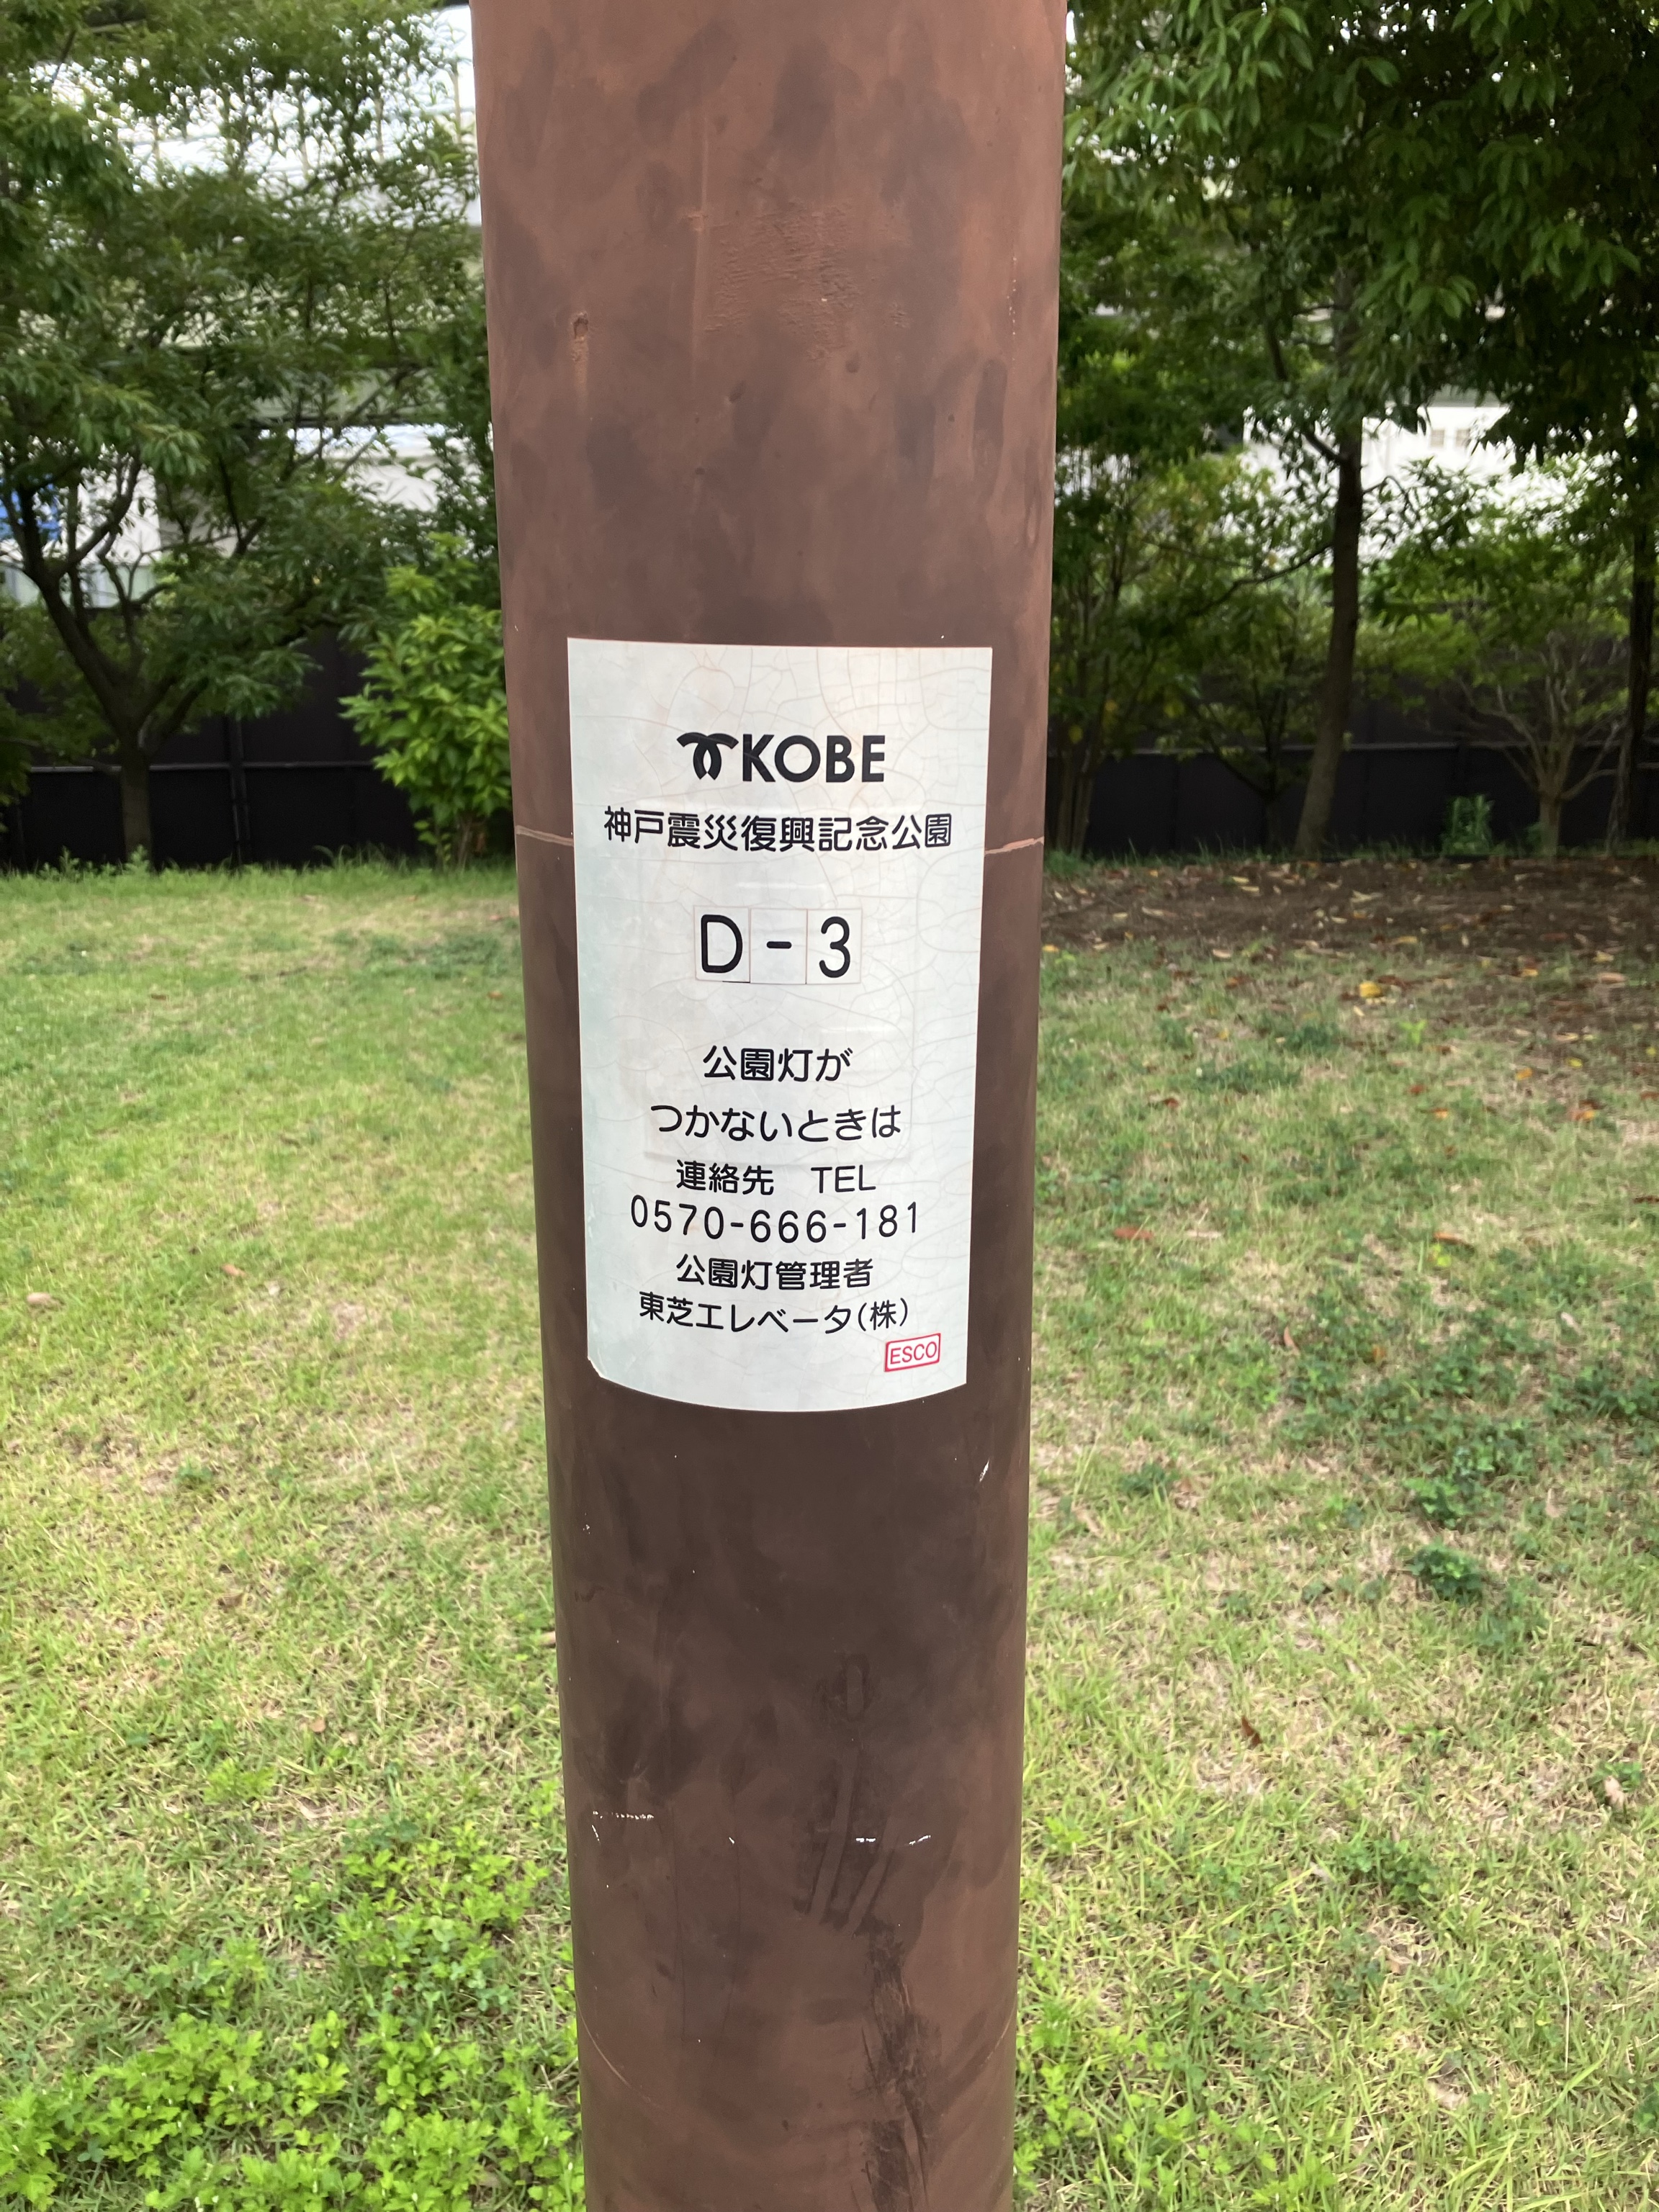 KOBE
神戸震災復興記念公園
D-3
公園灯が
つかないときは
連絡先 TEL
0570-666-181
公園灯管理者
東芝エレベータ(株)
ESCO